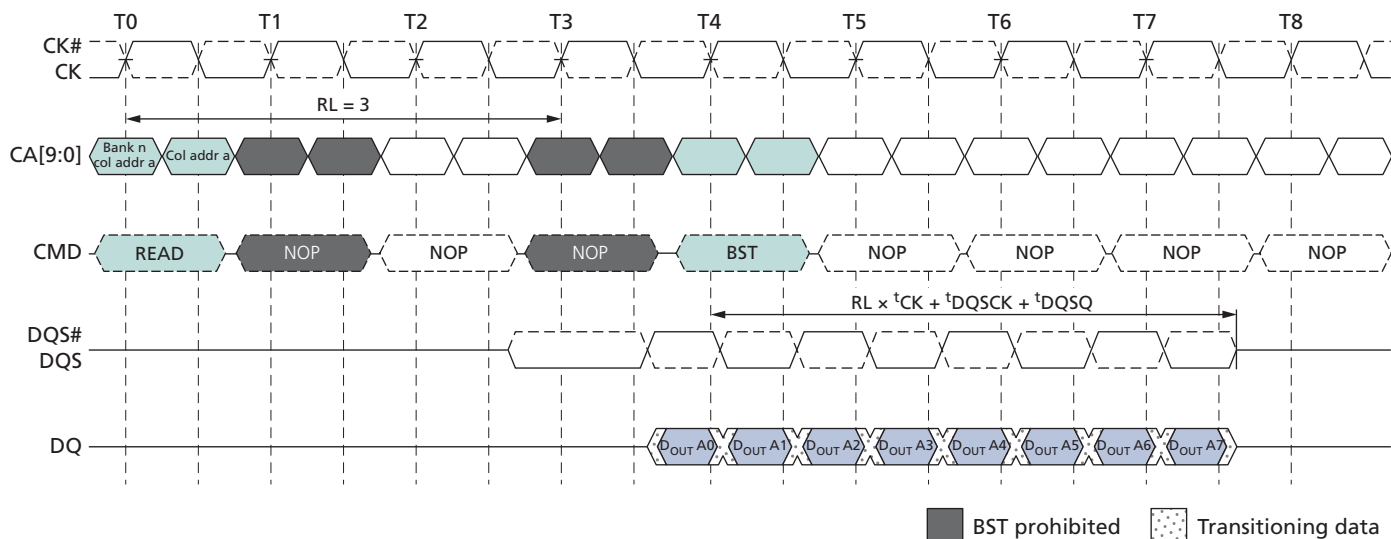 T0 T1 T2 T3 T4 T5 T6 T7 T8
CK#
CK
RL = 3
CA[9:0] Bank n col addr a Col addr a
CMD READ NOP NOP NOP BST NOP NOP NOP NOP
RL × tCK + tDQSCK + tDQSQ
DQS#
DQS
DQ DOUT A0 DOUT A1 DOUT A2 DOUT A3 DOUT A4 DOUT A5 DOUT A6 DOUT A7
BST prohibited Transitioning data